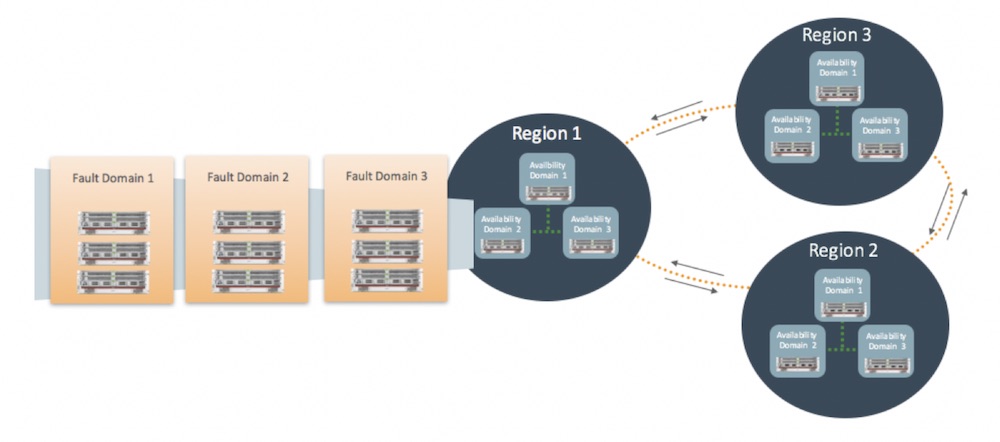 Fault Domain 1
Fault Domain 2
Fault Domain 3
Region 1
Availbility
Domain 1
Availability
Domain 2
Availability
Domain 3
Region 3
Availability
Domain 1
Availability
Domain 2
Availability
Domain 3
Region 2
Availability
Domain 1
Availability
Domain 2
Availability
Domain 3